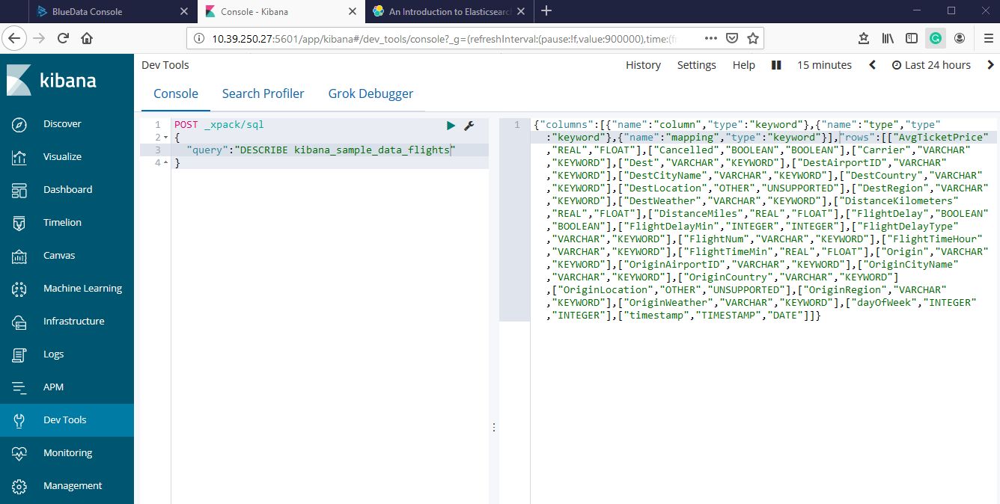 BlueData Console
Console - Kibana
An Introduction to Elasticsearc
10.39.250.27:5601/app/kibana#/dev_tools/console?_g=(refreshInterval:(pause:!f,value:900000),time:(f
kibana
Discover
Visualize
Dashboard
Timelion
Canvas
Machine Learning
Infrastructure
Logs
APM
Dev Tools
Monitoring
Management
Dev Tools
History Settings Help 15 minutes Last 24 hours
Console Search Profiler Grok Debugger
1 POST _xpack/sql
2 {
3 "query":"DESCRIBE kibana_sample_data_flights"
4 }
1 {"columns":[{"name":"column","type":"keyword"},{"name":"type","type"
:"keyword"},{"name":"mapping","type":"keyword"}],"rows":[["AvgTicketPrice"
,"REAL","FLOAT"],["Cancelled","BOOLEAN","BOOLEAN"],["Carrier","VARCHAR"
,"KEYWORD"],["Dest","VARCHAR","KEYWORD"],["DestAirportID","VARCHAR"
,"KEYWORD"],["DestCityName","VARCHAR","KEYWORD"],["DestCountry","VARCHAR"
,"KEYWORD"],["DestLocation","OTHER","UNSUPPORTED"],["DestRegion","VARCHAR"
,"KEYWORD"],["DestWeather","VARCHAR","KEYWORD"],["DistanceKilometers"
,"REAL","FLOAT"],["DistanceMiles","REAL","FLOAT"],["FlightDelay","BOOLEAN"
,"BOOLEAN"],["FlightDelayMin","INTEGER","INTEGER"],["FlightDelayType"
,"VARCHAR","KEYWORD"],["FlightNum","VARCHAR","KEYWORD"],["FlightTimeHour"
,"VARCHAR","KEYWORD"],["FlightTimeMin","REAL","FLOAT"],["Origin","VARCHAR"
,"KEYWORD"],["OriginAirportID","VARCHAR","KEYWORD"],["OriginCityName"
,"VARCHAR","KEYWORD"],["OriginCountry","VARCHAR","KEYWORD"]
,["OriginLocation","OTHER","UNSUPPORTED"],["OriginRegion","VARCHAR"
,"KEYWORD"],["OriginWeather","VARCHAR","KEYWORD"],["dayOfWeek","INTEGER"
,"INTEGER"],["timestamp","TIMESTAMP","DATE"]]}